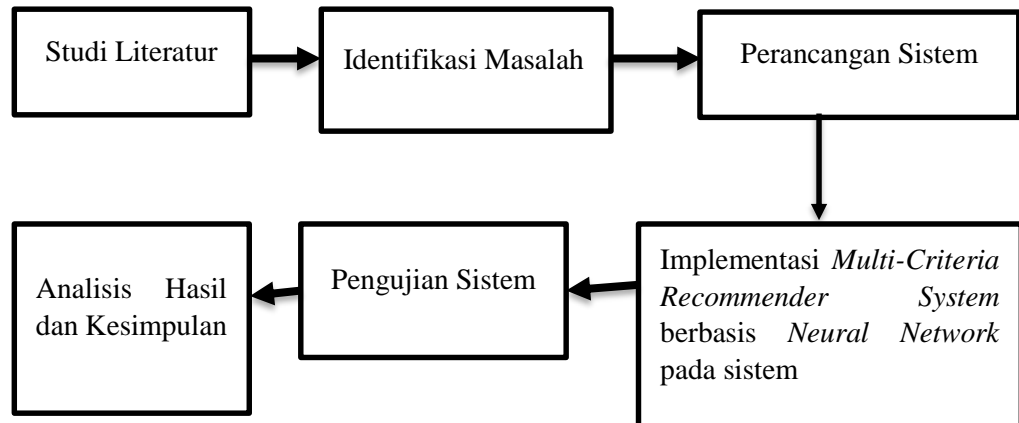 Studi Literatur
Identifikasi Masalah
Perancangan Sistem
Implementasi Multi-Criteria
Recommender System
berbasis Neural Network
pada sistem
Pengujian Sistem
Analisis Hasil
dan Kesimpulan